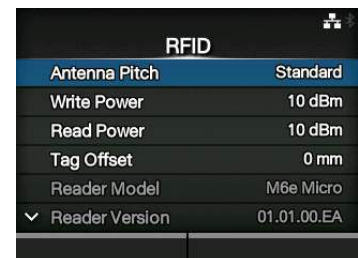 RFID
Antenna Pitch Standard
Write Power 10 dBm
Read Power 10 dBm
Tag Offset 0 mm
Reader Model M6e Micro
Reader Version 01.01.00.EA